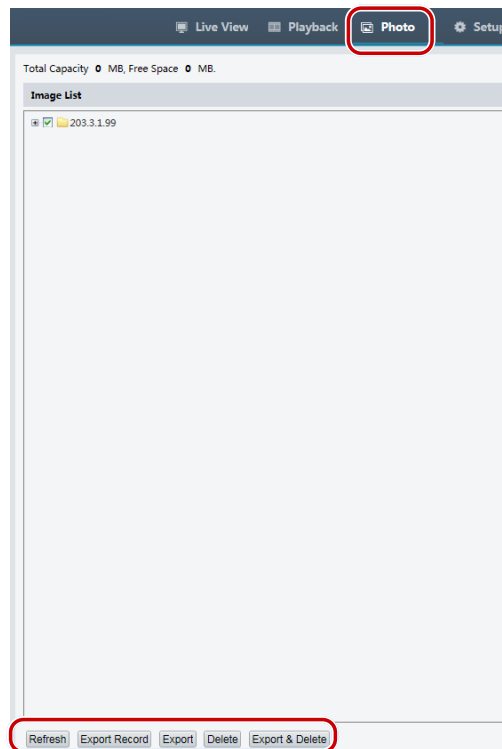 Live View Playback Photo Setup
Total Capacity 0 MB, Free Space 0 MB.
Image List
203.3.1.99
Refresh Export Record Export Delete Export & Delete